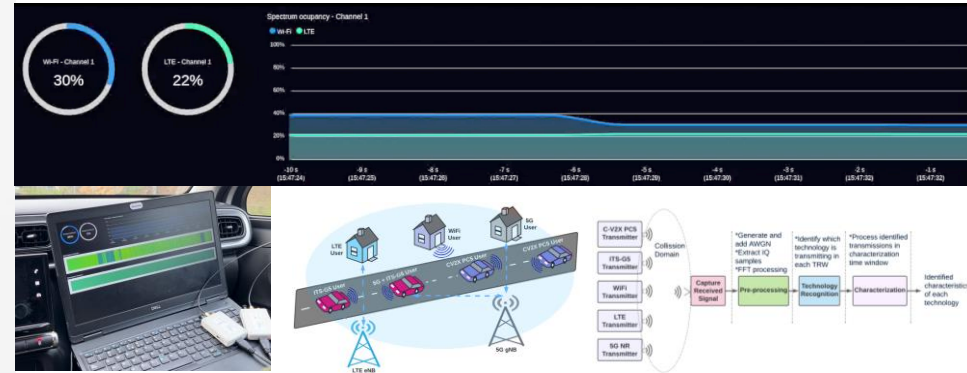 Spectrum ocupancy - Channel 1
Wi-Fi LTE
Wi-Fi - Channel 1
30%
LTE - Channel 1
22%
100%
80%
60%
40%
20%
0%
-10 s
(15:47:24)
-9 s
(15:47:25)
-8 s
(15:47:26)
-7 s
(15:47:27)
-6 s
(15:47:28)
-5 s
(15:47:29)
-4 s
(15:47:30)
-3 s
(15:47:31)
-2 s
(15:47:32)
-1 s
(15:47:32)
DELL
LTE
User
WiFi
User
5G
User
ITS-G5 User
5G + ITS-G5 User
CV2X PC5 User
CV2X PC5 User
LTE eNB
5G gNB
C-V2X PC5
Transmitter
ITS-G5
Transmitter
WiFi
Transmitter
LTE
Transmitter
5G NR
Transmitter
Collission
Domain
Capture
Received
Signal
*Generate and
add AWGN
*Extract IQ
samples
*FFT processing
Pre-processing
*Identify which
technology is
transmitting in
each TRW
Technology
Recognition
*Process identified
transmissions in
characterization
time window
Characterization
Identified
characteristics
of each
technology